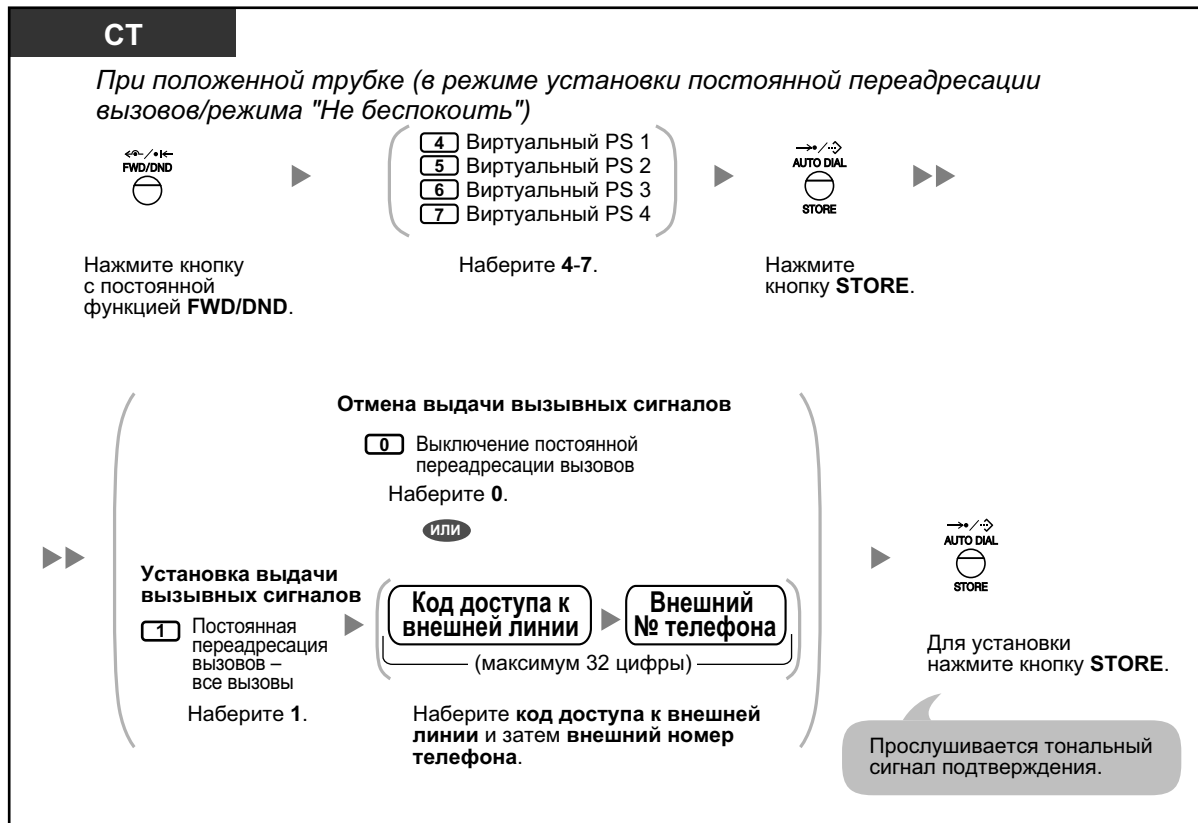 СТ
При положенной трубке (в режиме установки постоянной переадресации
вызовов/режима "Не беспокоить")
FWD/DND
4 Виртуальный PS 1
5 Виртуальный PS 2
6 Виртуальный PS 3
7 Виртуальный PS 4
AUTO DIAL
STORE
Нажмите кнопку
с постоянной
функцией FWD/DND.
Наберите 4-7.
Нажмите
кнопку STORE.
Отмена выдачи вызывных сигналов
0 Выключение постоянной
переадресации вызовов
Наберите 0.
ИЛИ
Установка выдачи
вызывных сигналов
1 Постоянная
переадресация
вызовов –
все вызовы
Наберите 1.
Код доступа к
внешней линии
Внешний
№ телефона
(максимум 32 цифры)
Наберите код доступа к внешней
линии и затем внешний номер
телефона.
AUTO DIAL
STORE
Для установки
нажмите кнопку STORE.
Прослушивается тональный
сигнал подтверждения.